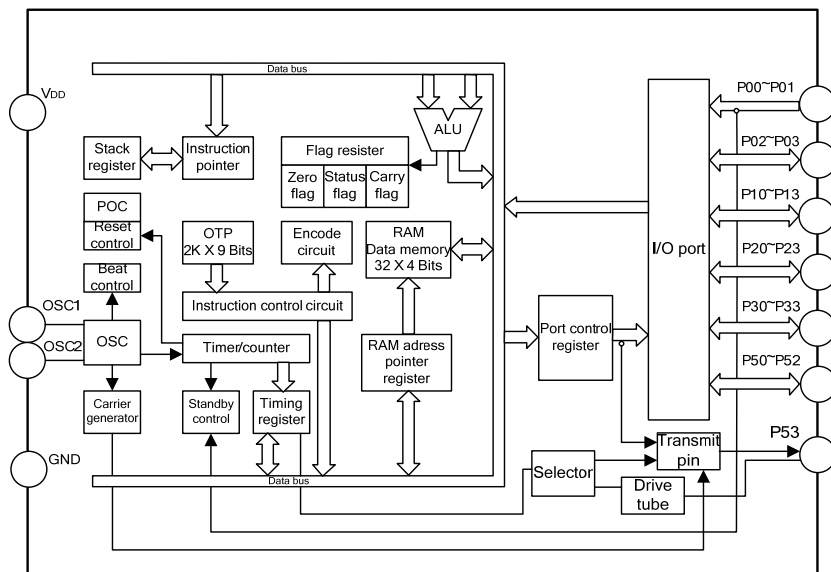 Data bus
VDD
P00~P01
ALU
Stack
register
Instruction
pointer
Flag resister
Zero
flag
Status
flag
Carry
flag
P02~P03
POC
Reset
control
OTP
2K X 9 Bits
Encode
circuit
RAM
Data memory
32 X 4 Bits
P10~P13
I/O port
P20~P23
Beat
control
Instruction control circuit
OSC1
OSC
OSC2
Timer/counter
RAM adress
pointer
register
Port control
register
P30~P33
P50~P52
Carrier
generator
Standby
control
Timing
register
GND
Data bus
Selector
Transmit
pin
P53
Drive
tube